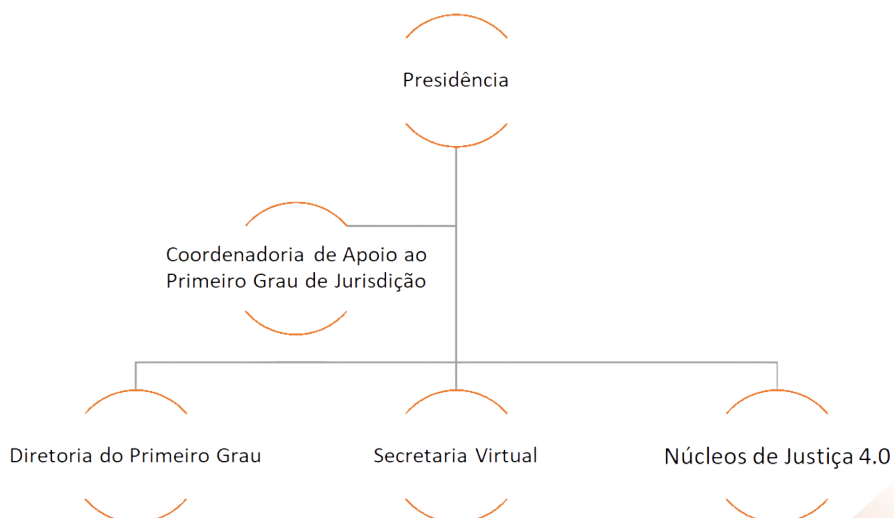 Presidência
Coordenadoria de Apoio ao
Primeiro Grau de Jurisdição
Diretoria do Primeiro Grau
Secretaria Virtual
Núcleos de Justiça 4.0